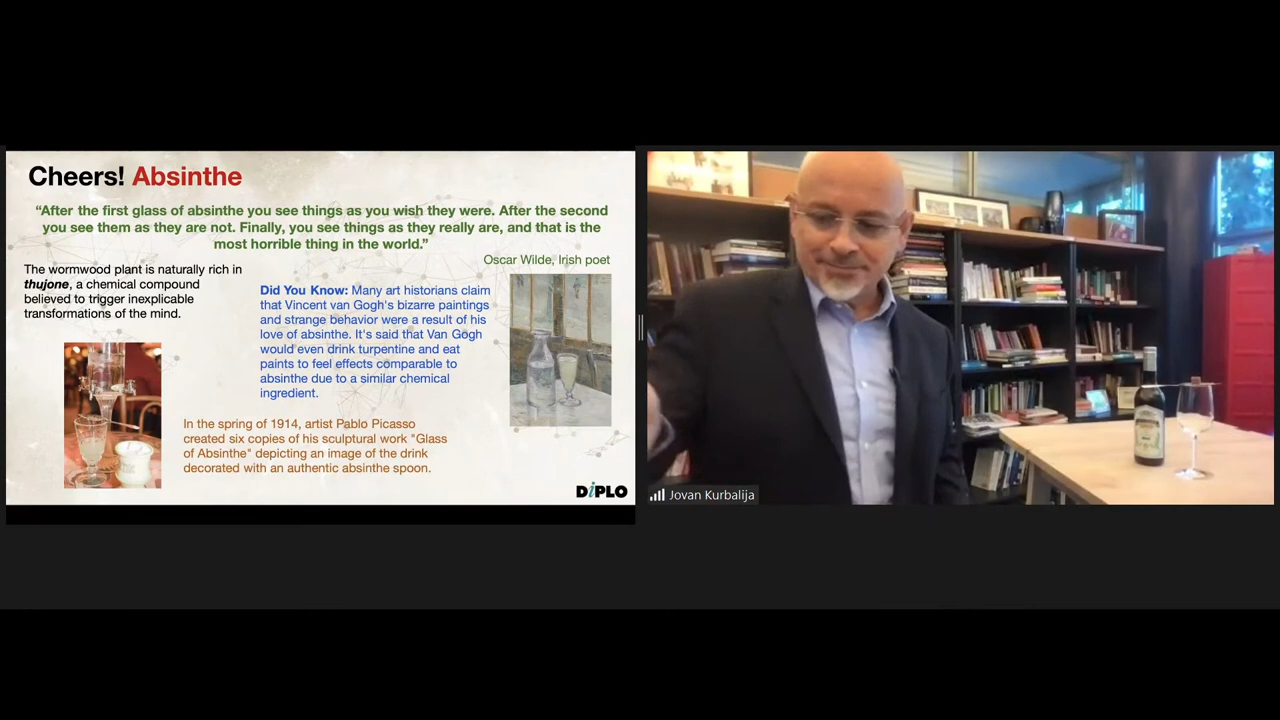 Cheers! Absinthe
“After the first glass of absinthe you see things as you wish they were. After the second
you see them as they are not. Finally, you see things as they really are, and that is the
most horrible thing in the world.”
Oscar Wilde, Irish poet
The wormwood plant is naturally rich in
thujone, a chemical compound
believed to trigger inexplicable
transformations of the mind.
Did You Know: Many art historians claim
that Vincent van Gogh's bizarre paintings
and strange behavior were a result of his
love of absinthe. It's said that Van Gogh
would even drink turpentine and eat
paints to feel effects comparable to
absinthe due to a similar chemical
ingredient.
In the spring of 1914, artist Pablo Picasso
created six copies of his sculptural work "Glass
of Absinthe" depicting an image of the drink
decorated with an authentic absinthe spoon.
DiPLO
Jovan Kurbalija